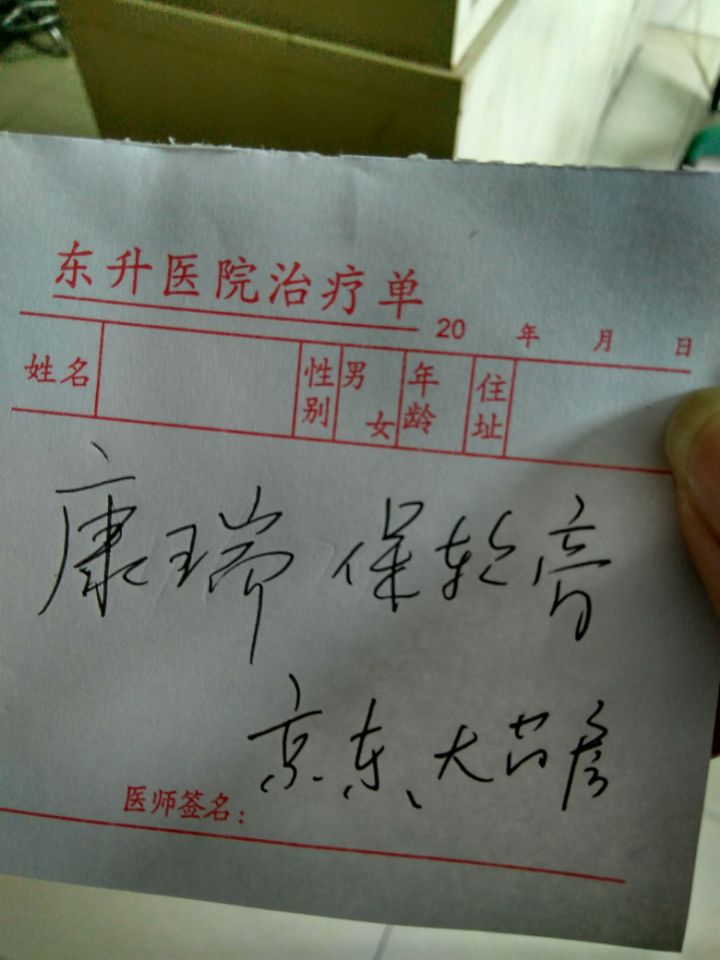 东升医院治疗单
20 年 月 日
姓名 性别 男 女 年龄 住址
康瑞 保软膏
京东大药房
医师签名: